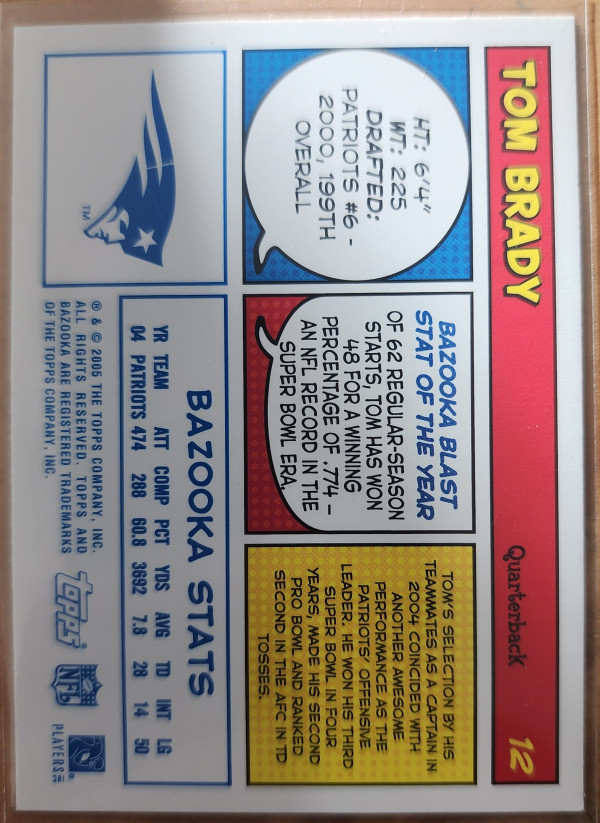 TOM BRADY
Quarterback
12
HT: 6'4"
WT: 225
DRAFTED:
PATRIOTS #6 -
2000, 199TH
OVERALL
BAZOOKA BLAST
STAT OF THE YEAR
OF 62 REGULAR-SEASON
STARTS, TOM HAS WON
48 FOR A WINNING
PERCENTAGE OF .774 -
AN NFL RECORD IN THE
SUPER BOWL ERA.
TOM'S SELECTION BY HIS
TEAMMATES AS A CAPTAIN IN
2004 COINCIDED WITH
ANOTHER AWESOME
PERFORMANCE AS THE
PATRIOTS' OFFENSIVE
LEADER. HE WON HIS THIRD
SUPER BOWL IN FOUR
YEARS, MADE HIS SECOND
PRO BOWL AND RANKED
SECOND IN THE AFC IN TD
TOSSES.
TM
BAZOOKA STATS
YR TEAM ATT COMP PCT YDS AVG TD INT LG
04 PATRIOTS 474 288 60.8 3692 7.8 28 14 50
® & © 2005 THE TOPPS COMPANY, INC.
ALL RIGHTS RESERVED. TOPPS AND
BAZOOKA ARE REGISTERED TRADEMARKS
OF THE TOPPS COMPANY, INC.
topps
NFL
PLAYERS INC